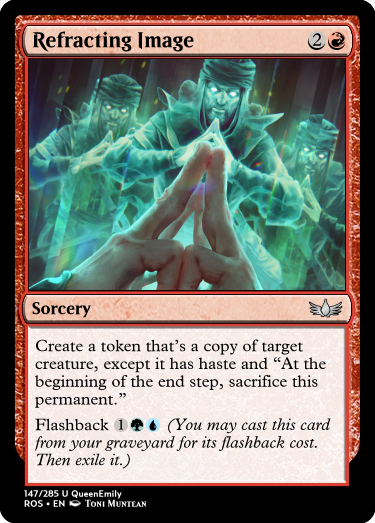 Refracting Image 2
Sorcery
Create a token that's a copy of target
creature, except it has haste and “At the
beginning of the end step, sacrifice this
permanent.”
Flashback 1 (You may cast this card
from your graveyard for its flashback cost.
Then exile it.)
147/285 U QueenEmily
ROS • EN Toni Muntean